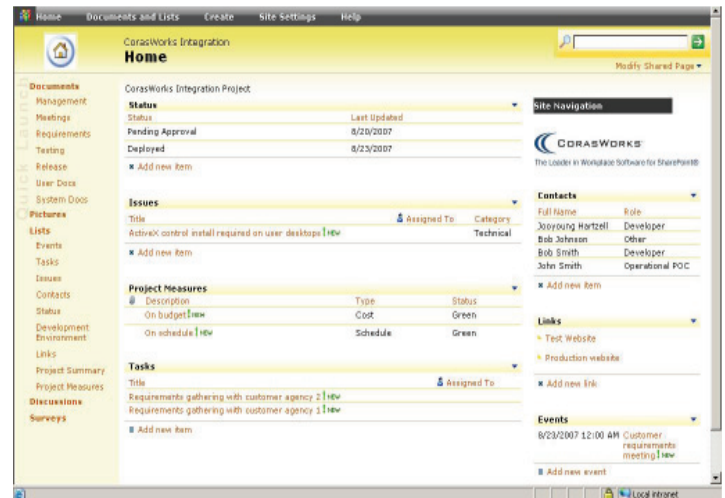 Home Documents and Lists Create Site Settings Help
CorasWorks Integration
Home
Modify Shared Page
Quick Launch
Documents
Management
Meetings
Requirements
Testing
Release
User Docs
System Docs
Pictures
Lists
Events
Tasks
Issues
Contacts
Status
Development
Environment
Links
Project Summary
Project Measures
Discussions
Surveys
CorasWorks Integration Project
Status
Status Last Updated
Pending Approval 8/20/2007
Deployed 8/23/2007
Add new item
Issues
Title Assigned To Category
ActiveX control install required on user desktops NEW Technical
Add new item
Project Measures
Description Type Status
On budget NEW Cost Green
On schedule NEW Schedule Green
Tasks
Title Assigned To
Requirements gathering with customer agency 2 NEW
Requirements gathering with customer agency 1 NEW
Add new item
Site Navigation
CORASWORKS
The Leader in Workplace Software for SharePoint®
Contacts
Full Name Role
Jooyoung Hartzell Developer
Bob Johnson Other
Bob Smith Developer
John Smith Operational POC
Add new item
Links
Test Website
Production website
Add new link
Events
8/23/2007 12:00 AM Customer
requirements
meeting NEW
Add new event
Local intranet